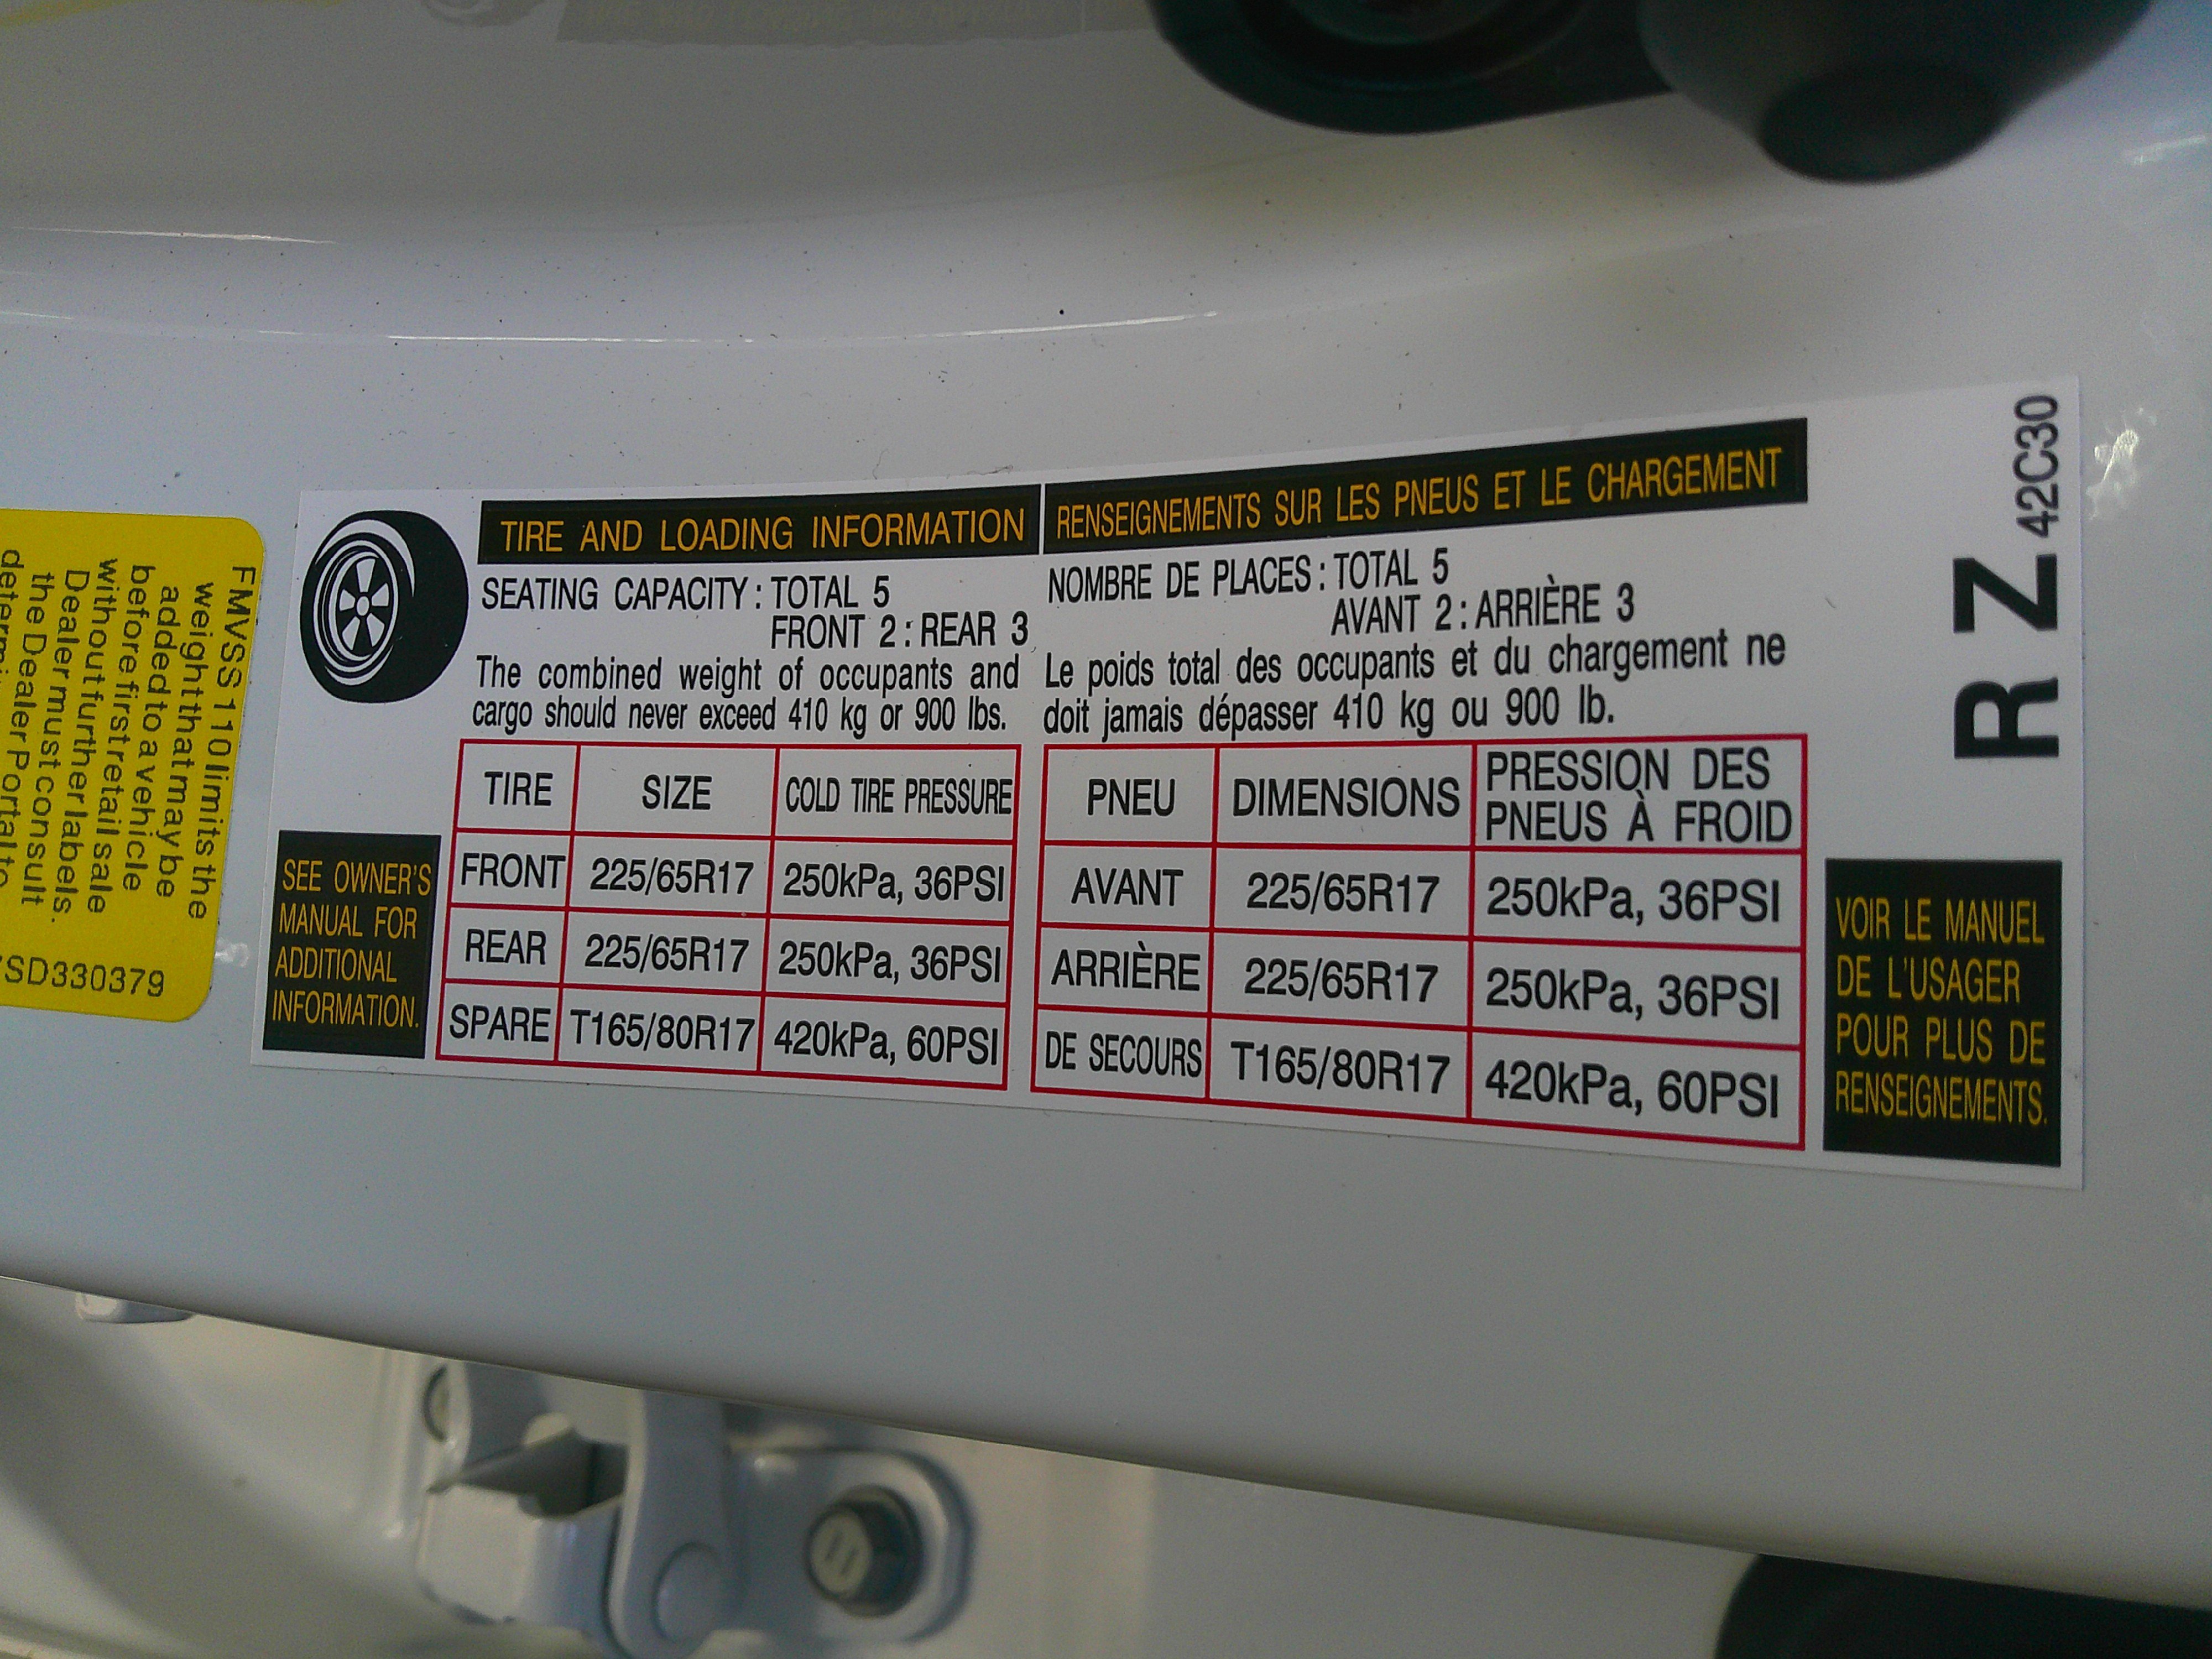 TIRE AND LOADING INFORMATION
SEATING CAPACITY : TOTAL 5
FRONT 2 : REAR 3
The combined weight of occupants and
cargo should never exceed 410 kg or 900 lbs.
TIRE SIZE COLD TIRE PRESSURE
FRONT 225/65R17 250kPa, 36PSI
REAR 225/65R17 250kPa, 36PSI
SPARE T165/80R17 420kPa, 60PSI
SEE OWNER'S
MANUAL FOR
ADDITIONAL
INFORMATION.
RENSEIGNEMENTS SUR LES PNEUS ET LE CHARGEMENT
NOMBRE DE PLACES : TOTAL 5
AVANT 2 : ARRIÈRE 3
Le poids total des occupants et du chargement ne
doit jamais dépasser 410 kg ou 900 lb.
PNEU DIMENSIONS PRESSION DES
PNEUS À FROID
AVANT 225/65R17 250kPa, 36PSI
ARRIÈRE 225/65R17 250kPa, 36PSI
DE SECOURS T165/80R17 420kPa, 60PSI
VOIR LE MANUEL
DE L'USAGER
POUR PLUS DE
RENSEIGNEMENTS.
R Z 42C30
FMVSS 110 limits the
weight that may be
added to a vehicle
before first retail sale
without further labels.
Dealer must consult
the Dealer Portal to
SD330379